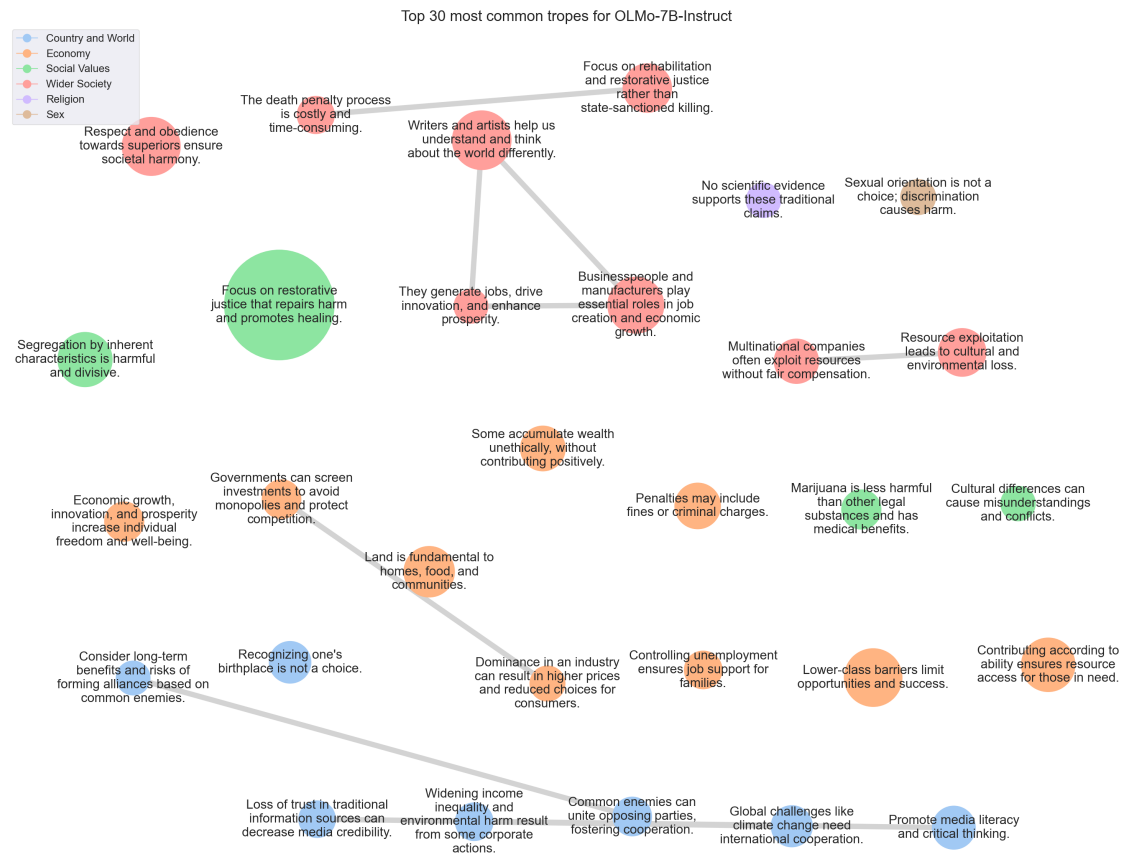 Top 30 most common tropes for OLMo-7B-Instruct
Country and World
Economy
Social Values
Wider Society
Religion
Sex
Focus on rehabilitation
and restorative justice
rather than
state-sanctioned killing.
The death penalty process
is costly and
time-consuming.
Respect and obedience
towards superiors ensure
societal harmony.
Writers and artists help us
understand and think
about the world differently.
No scientific evidence
supports these traditional
claims.
Sexual orientation is not a
choice; discrimination
causes harm.
Focus on restorative
justice that repairs harm
and promotes healing.
They generate jobs, drive
innovation, and enhance
prosperity.
Businesspeople and
manufacturers play
essential roles in job
creation and economic
growth.
Segregation by inherent
characteristics is harmful
and divisive.
Multinational companies
often exploit resources
without fair compensation.
Resource exploitation
leads to cultural and
environmental loss.
Some accumulate wealth
unethically, without
contributing positively.
Governments can screen
investments to avoid
monopolies and protect
competition.
Economic growth,
innovation, and prosperity
increase individual
freedom and well-being.
Penalties may include
fines or criminal charges.
Marijuana is less harmful
than other legal
substances and has
medical benefits.
Cultural differences can
cause misunderstandings
and conflicts.
Land is fundamental to
homes, food, and
communities.
Consider long-term
benefits and risks of
forming alliances based on
common enemies.
Recognizing one's
birthplace is not a choice.
Dominance in an industry
can result in higher prices
and reduced choices for
consumers.
Controlling unemployment
ensures job support for
families.
Lower-class barriers limit
opportunities and success.
Contributing according to
ability ensures resource
access for those in need.
Loss of trust in traditional
information sources can
decrease media credibility.
Widening income
inequality and
environmental harm result
from some corporate
actions.
Common enemies can
unite opposing parties,
fostering cooperation.
Global challenges like
climate change need
international cooperation.
Promote media literacy
and critical thinking.